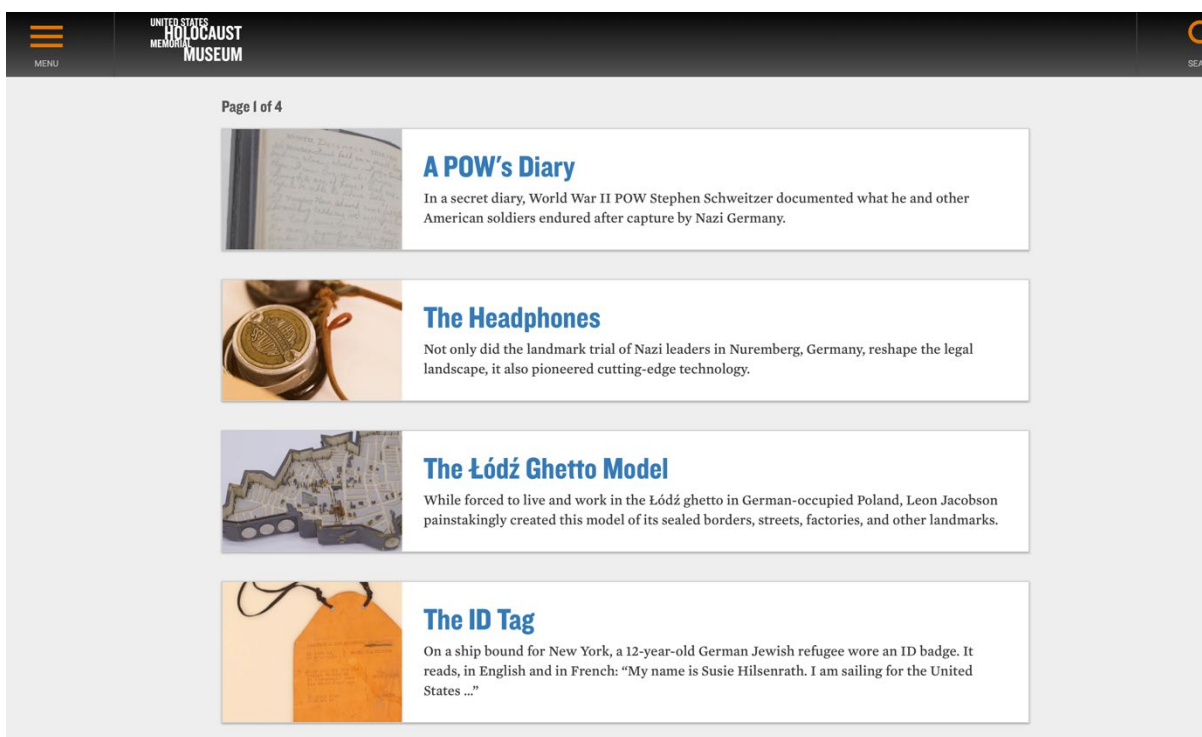 UNITED STATES
HOLOCAUST
MEMORIAL
MUSEUM
MENU
Page 1 of 4
A POW's Diary
In a secret diary, World War II POW Stephen Schweitzer documented what he and other
American soldiers endured after capture by Nazi Germany.
The Headphones
Not only did the landmark trial of Nazi leaders in Nuremberg, Germany, reshape the legal
landscape, it also pioneered cutting-edge technology.
The Łódź Ghetto Model
While forced to live and work in the Łódź ghetto in German-occupied Poland, Leon Jacobson
painstakingly created this model of its sealed borders, streets, factories, and other landmarks.
The ID Tag
On a ship bound for New York, a 12-year-old German Jewish refugee wore an ID badge. It
reads, in English and in French: “My name is Susie Hilsenrath. I am sailing for the United
States ...”